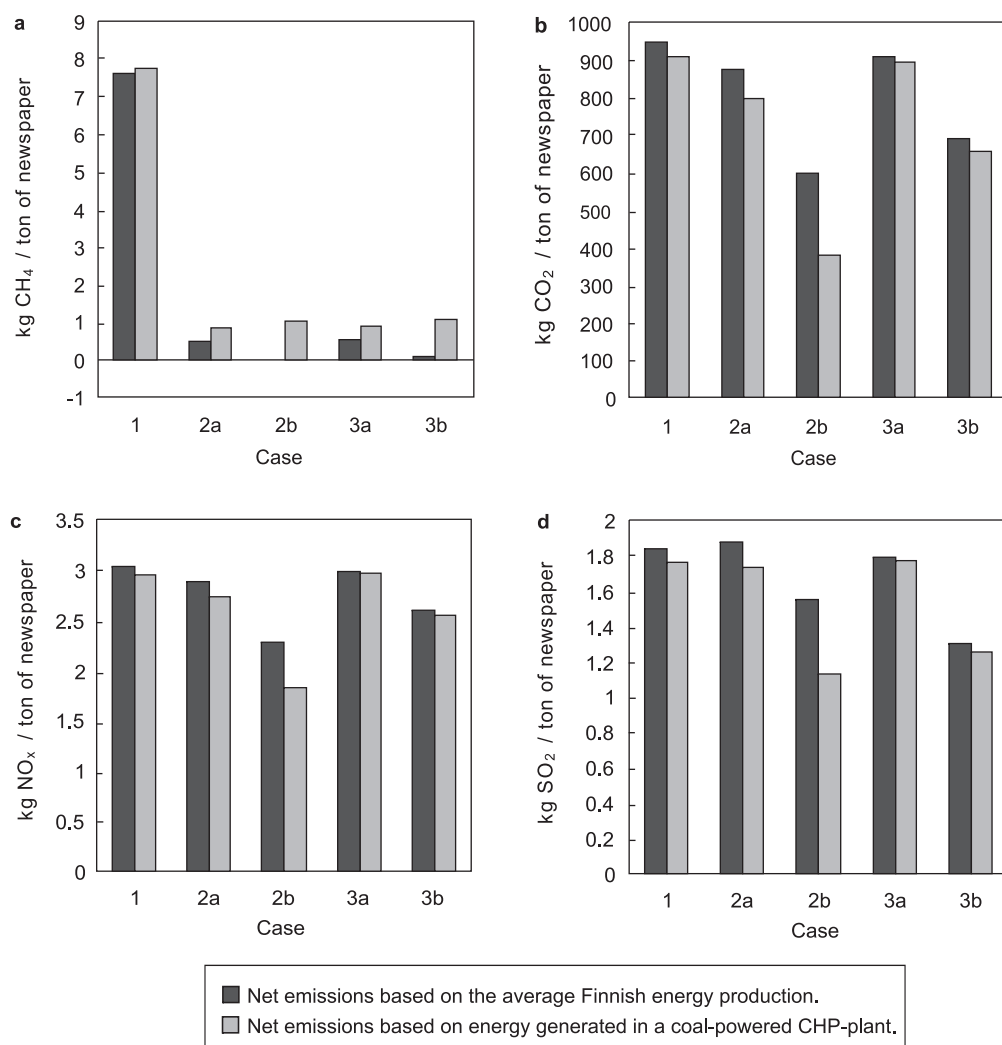 a
kg CH₄ / ton of newspaper
9
8
7
6
5
4
3
2
1
0
-1
1 2a 2b 3a 3b
Case
b
kg CO₂ / ton of newspaper
1000
900
800
700
600
500
400
300
200
100
0
1 2a 2b 3a 3b
Case
c
kg NOₓ / ton of newspaper
3.5
3
2.5
2
1.5
1
0.5
0
1 2a 2b 3a 3b
Case
d
kg SO₂ / ton of newspaper
2
1.8
1.6
1.4
1.2
1
0.8
0.6
0.4
0.2
0
1 2a 2b 3a 3b
Case
Net emissions based on the average Finnish energy production.
Net emissions based on energy generated in a coal-powered CHP-plant.